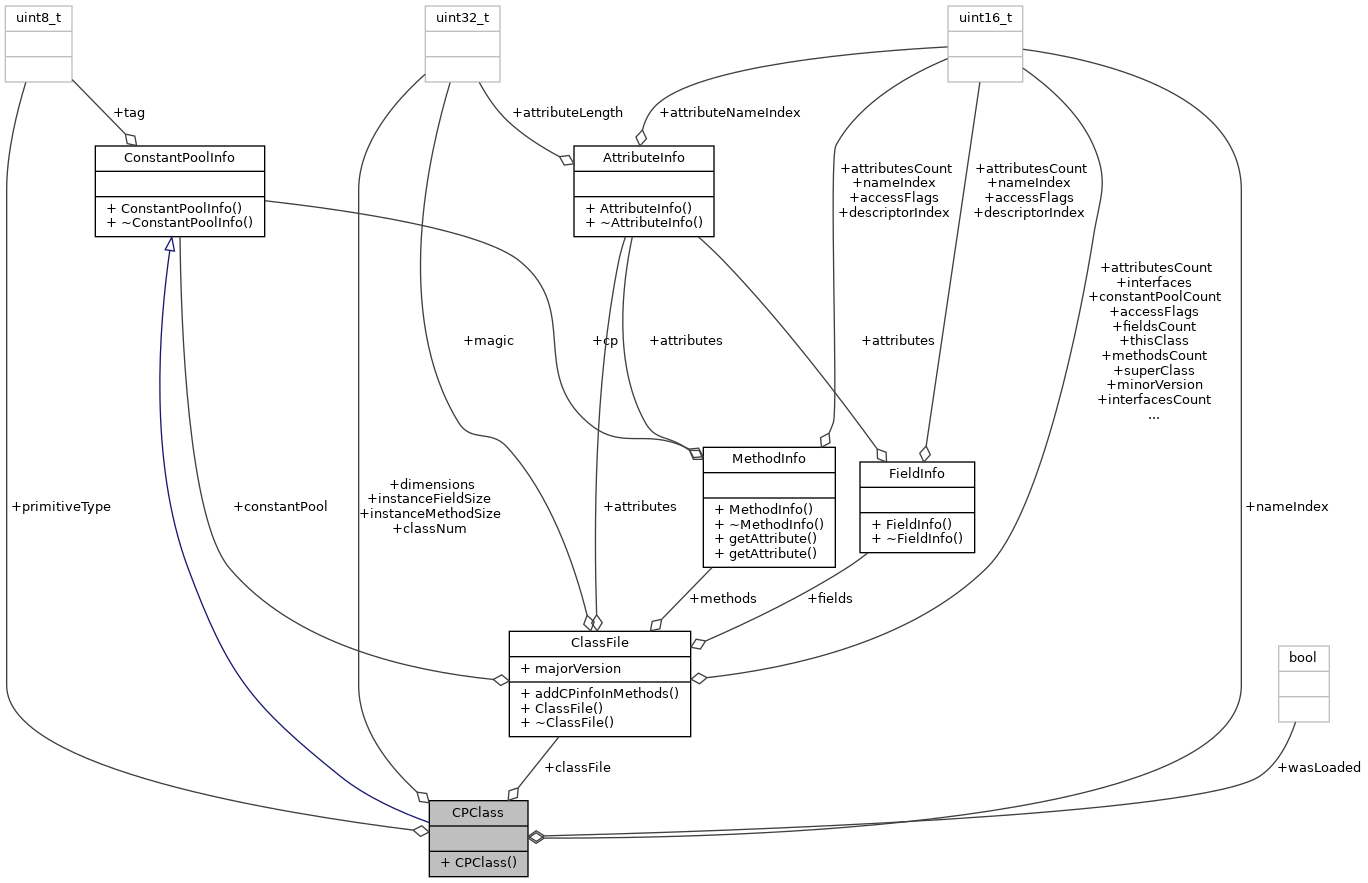 uint8_t
uint32_t
uint16_t
+tag
+attributeLength
+attributeNameIndex
ConstantPoolInfo
+ ConstantPoolInfo()
+ ~ConstantPoolInfo()
AttributeInfo
+ AttributeInfo()
+ ~AttributeInfo()
+attributesCount
+nameIndex
+accessFlags
+descriptorIndex
+attributesCount
+nameIndex
+accessFlags
+descriptorIndex
+attributesCount
+interfaces
+constantPoolCount
+accessFlags
+fieldsCount
+thisClass
+methodsCount
+superClass
+minorVersion
+interfacesCount
...
+magic
+cp
+attributes
+attributes
MethodInfo
+ MethodInfo()
+ ~MethodInfo()
+ getAttribute()
+ getAttribute()
FieldInfo
+ FieldInfo()
+ ~FieldInfo()
+primitiveType
+constantPool
+dimensions
+instanceFieldSize
+instanceMethodSize
+classNum
+attributes
+nameIndex
+methods
+fields
ClassFile
+ majorVersion
+ addCPinfoInMethods()
+ ClassFile()
+ ~ClassFile()
bool
+classFile
+wasLoaded
CPClass
+ CPClass()